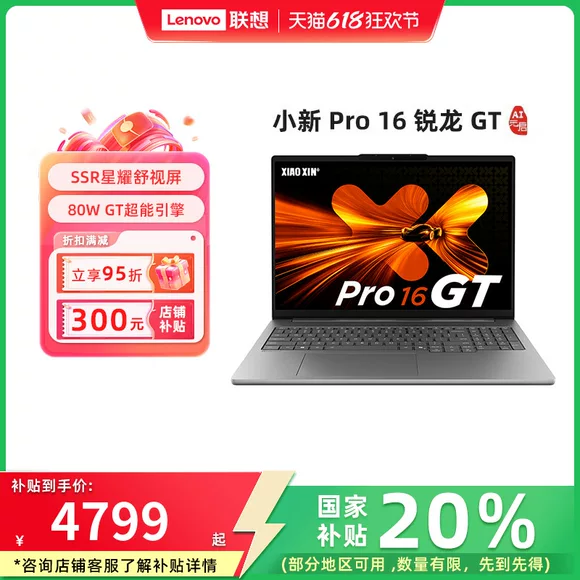 Lenovo 联想
天猫618狂欢节
小新 Pro 16 锐龙 GT
AI
元启
SSR星耀舒视屏
80W GT超能引擎
折扣满减
立享95折
300元 店铺补贴
XIAO XIN®
Pro 16 GT
补贴到手价:
¥ 4799 起
*咨询店铺客服了解补贴详情
国家补贴 20%
(部分地区可用,数量有限,先到先得)